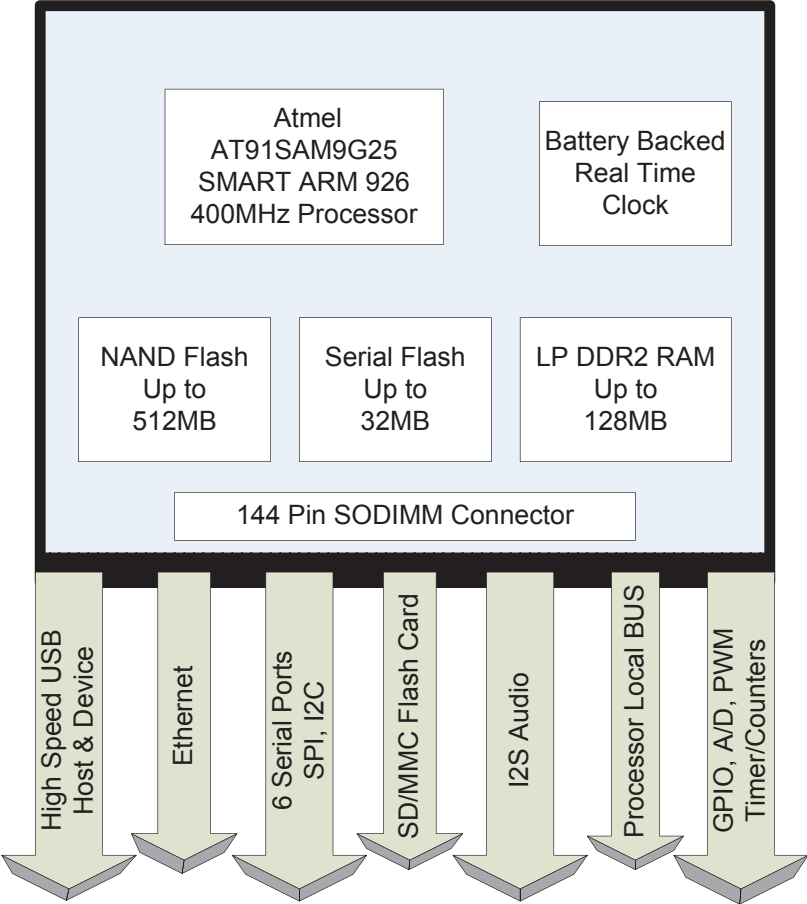 Atmel
AT91SAM9G25
SMART ARM 926
400MHz Processor
Battery Backed
Real Time
Clock
NAND Flash
Up to
512MB
Serial Flash
Up to
32MB
LP DDR2 RAM
Up to
128MB
144 Pin SODIMM Connector
High Speed USB
Host & Device
Ethernet
6 Serial Ports
SPI, I2C
SD/MMC Flash Card
I2S Audio
Processor Local BUS
GPIO, A/D, PWM
Timer/Counters